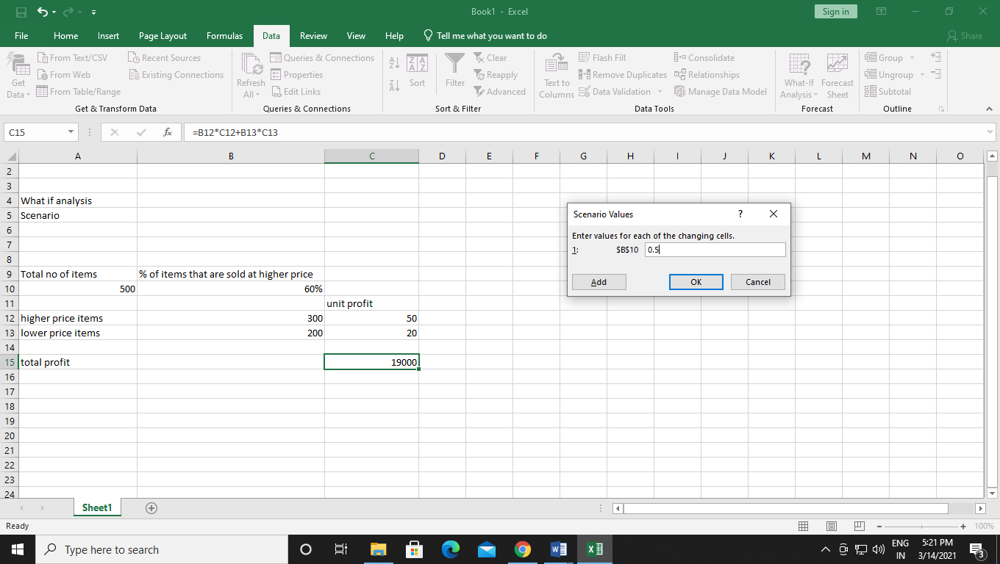 Book1 - Excel
Sign in
File Home Insert Page Layout Formulas Data Review View Help Tell me what you want to do Share
From Text/CSV Recent Sources Queries & Connections Clear Flash Fill Consolidate Group
From Web Existing Connections Properties Reapply Remove Duplicates Relationships Ungroup
From Table/Range Edit Links Advanced Data Validation Manage Data Model Subtotal
Get Data
Refresh All
Sort
Filter
Text to Columns
What-If Analysis
Forecast Sheet
Get & Transform Data Queries & Connections Sort & Filter Data Tools Forecast Outline
C15 fx =B12*C12+B13*C13
A B C D E F G H I J K L M N O
2
3
4 What if analysis
5 Scenario
6
7
8
9 Total no of items % of items that are sold at higher price
10 500 60%
11 unit profit
12 higher price items 300 50
13 lower price items 200 20
14
15 total profit 19000
16
17
18
19
20
21
22
23
24
Scenario Values ?
Enter values for each of the changing cells.
1: $B$10 0.5
Add OK Cancel
Sheet1
Ready 100%
Type here to search
ENG
IN
5:21 PM
3/14/2021
3